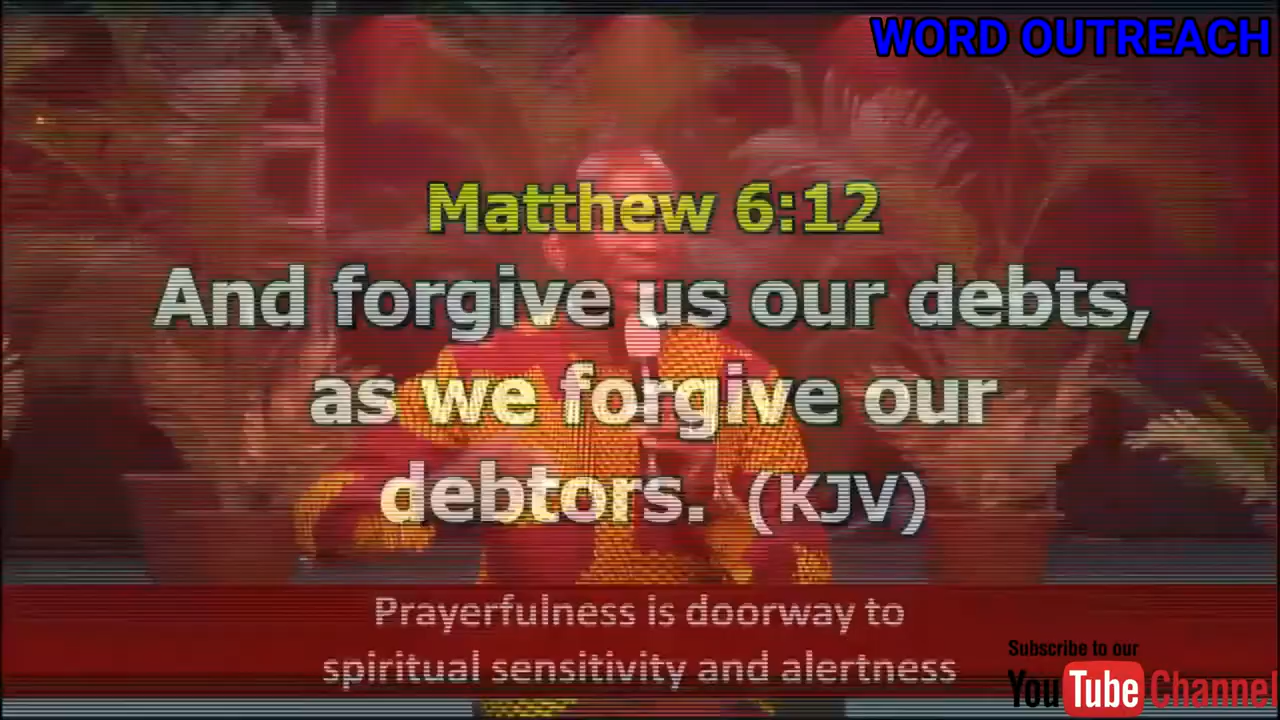 WORD OUTREACH
Matthew 6:12
And forgive us our debts,
as we forgive our
debtors. (KJV)
Prayerfulness is doorway to
spiritual sensitivity and alertness
Subscribe to our
YouTube Channel